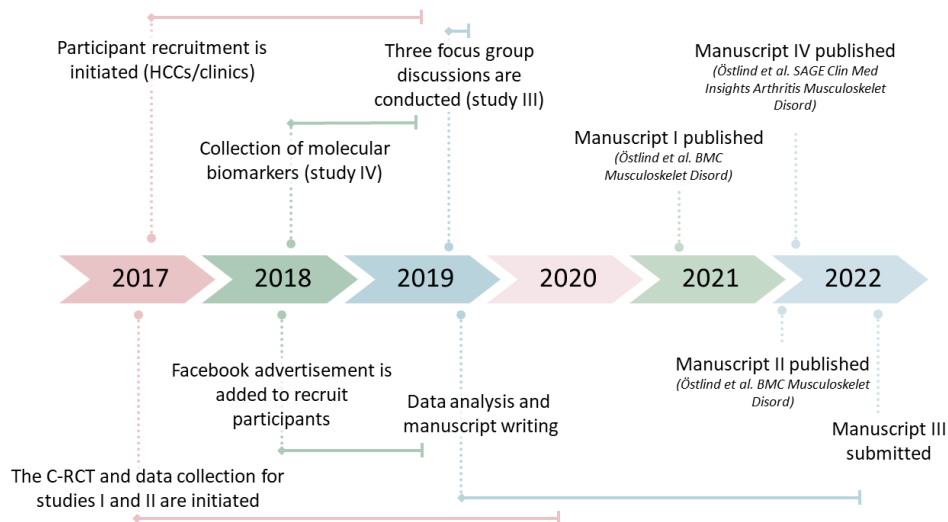 Participant recruitment is
initiated (HCCs/clinics)
Three focus group
discussions are
conducted (study III)
Manuscript IV published
(Östlind et al. SAGE Clin Med
Insights Arthritis Musculoskelet
Disord)
Collection of molecular
biomarkers (study IV)
Manuscript I published
(Östlind et al. BMC
Musculoskelet Disord)
2017
2018
2019
2020
2021
2022
Facebook advertisement is
added to recruit
participants
Data analysis and
manuscript writing
Manuscript II published
(Östlind et al. BMC Musculoskelet
Disord)
Manuscript III
submitted
The C-RCT and data collection for
studies I and II are initiated